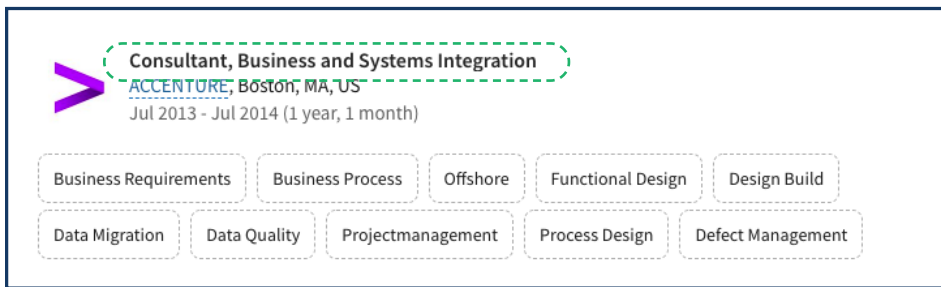 Consultant, Business and Systems Integration
ACCENTURE, Boston, MA, US
Jul 2013 - Jul 2014 (1 year, 1 month)
Business Requirements Business Process Offshore Functional Design Design Build
Data Migration Data Quality Projectmanagement Process Design Defect Management